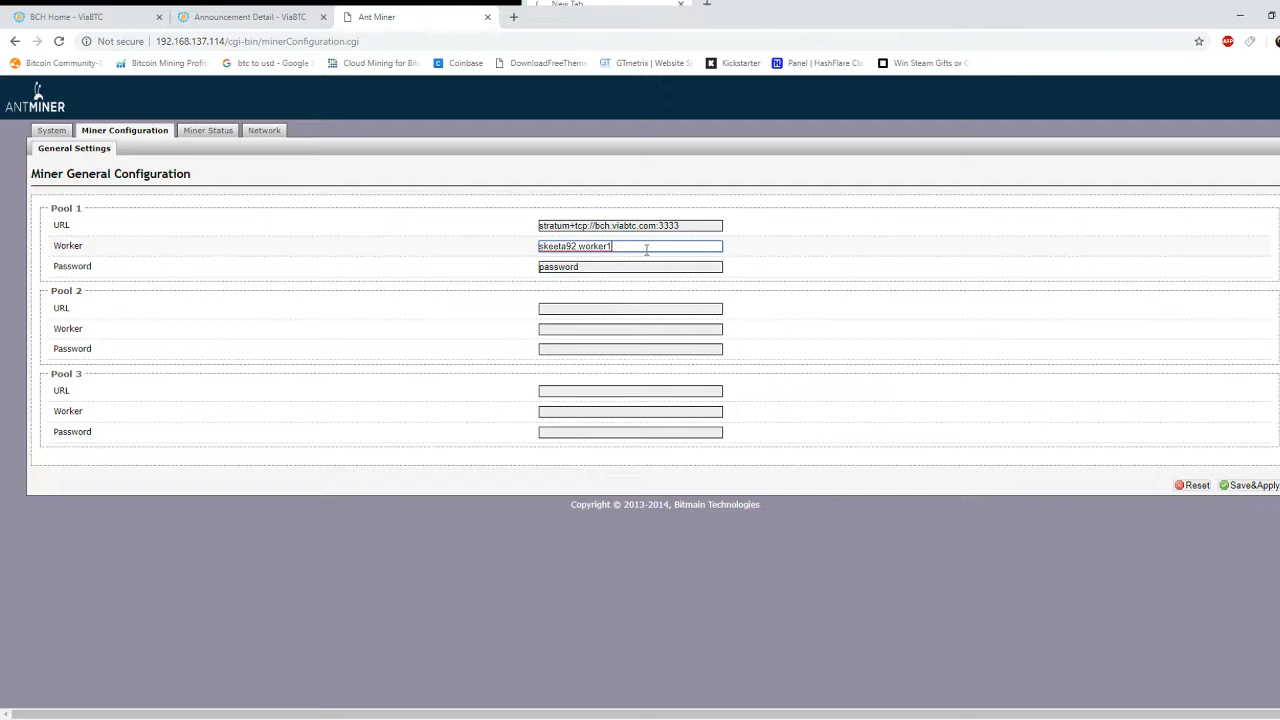 New Tab
BCH Home - ViaBTC
Announcement Detail - ViaBTC
Ant Miner
Not secure 192.168.137.114/cgi-bin/minerConfiguration.cgi
ABP
Bitcoin Community-
Bitcoin Mining Profit
btc to usd - Google S
Cloud Mining for Bit
Coinbase
DownloadFreeTheme
GTmetrix | Website Sp
Kickstarter
Panel | HashFlare Clo
Win Steam Gifts or C
ANTMINER
System
Miner Configuration
Miner Status
Network
General Settings
Miner General Configuration
Pool 1
URL stratum+tcp://bch.viabtc.com:3333
Worker skeeta92.worker1
Password password
Pool 2
URL
Worker
Password
Pool 3
URL
Worker
Password
Reset Save&Apply
Copyright © 2013-2014, Bitmain Technologies